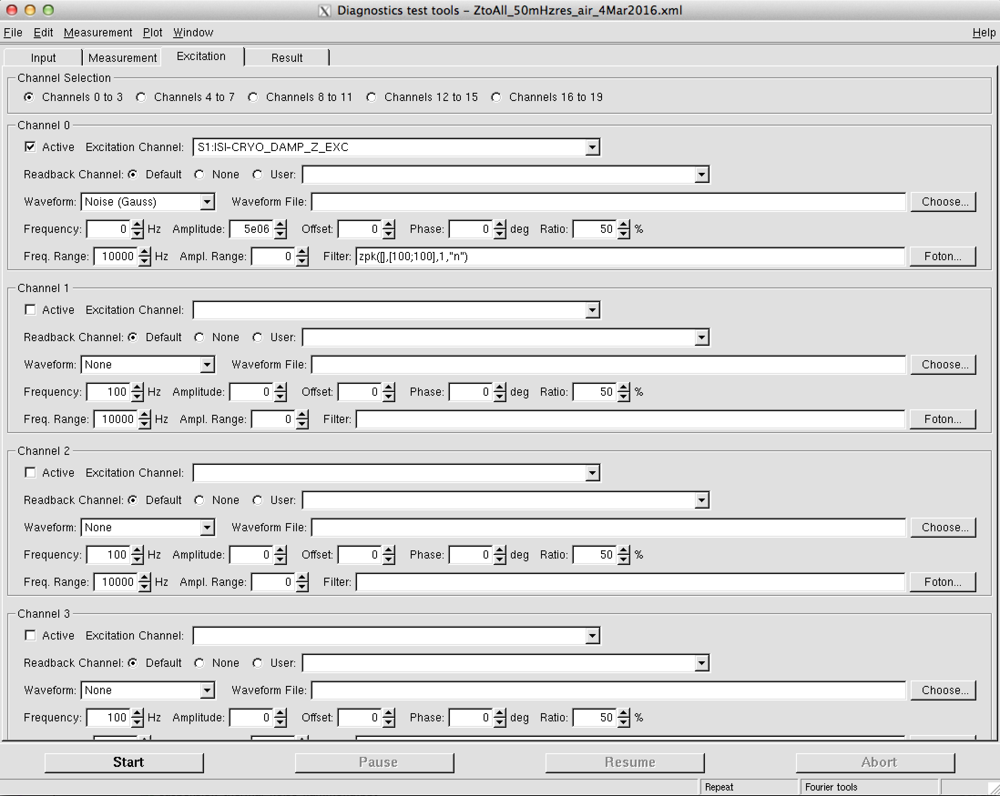 Diagnostics test tools – ZtoAll_50mHzres_air_4Mar2016.xml
File Edit Measurement Plot Window Help
Input Measurement Excitation Result
Channel Selection
Channels 0 to 3 Channels 4 to 7 Channels 8 to 11 Channels 12 to 15 Channels 16 to 19
Channel 0
Active Excitation Channel: S1:ISI-CRYO_DAMP_Z_EXC
Readback Channel: Default None User:
Waveform: Noise (Gauss) Waveform File: Choose...
Frequency: 0 Hz Amplitude: 5e06 Offset: 0 Phase: 0 deg Ratio: 50 %
Freq. Range: 10000 Hz Ampl. Range: 0 Filter: zpk([],[100;100],1,"n") Foton...
Channel 1
Active Excitation Channel:
Readback Channel: Default None User:
Waveform: None Waveform File: Choose...
Frequency: 100 Hz Amplitude: 0 Offset: 0 Phase: 0 deg Ratio: 50 %
Freq. Range: 10000 Hz Ampl. Range: 0 Filter: Foton...
Channel 2
Active Excitation Channel:
Readback Channel: Default None User:
Waveform: None Waveform File: Choose...
Frequency: 100 Hz Amplitude: 0 Offset: 0 Phase: 0 deg Ratio: 50 %
Freq. Range: 10000 Hz Ampl. Range: 0 Filter: Foton...
Channel 3
Active Excitation Channel:
Readback Channel: Default None User:
Waveform: None Waveform File: Choose...
Frequency: 100 Hz Amplitude: 0 Offset: 0 Phase: 0 deg Ratio: 50 %
Start Pause Resume Abort
Repeat Fourier tools